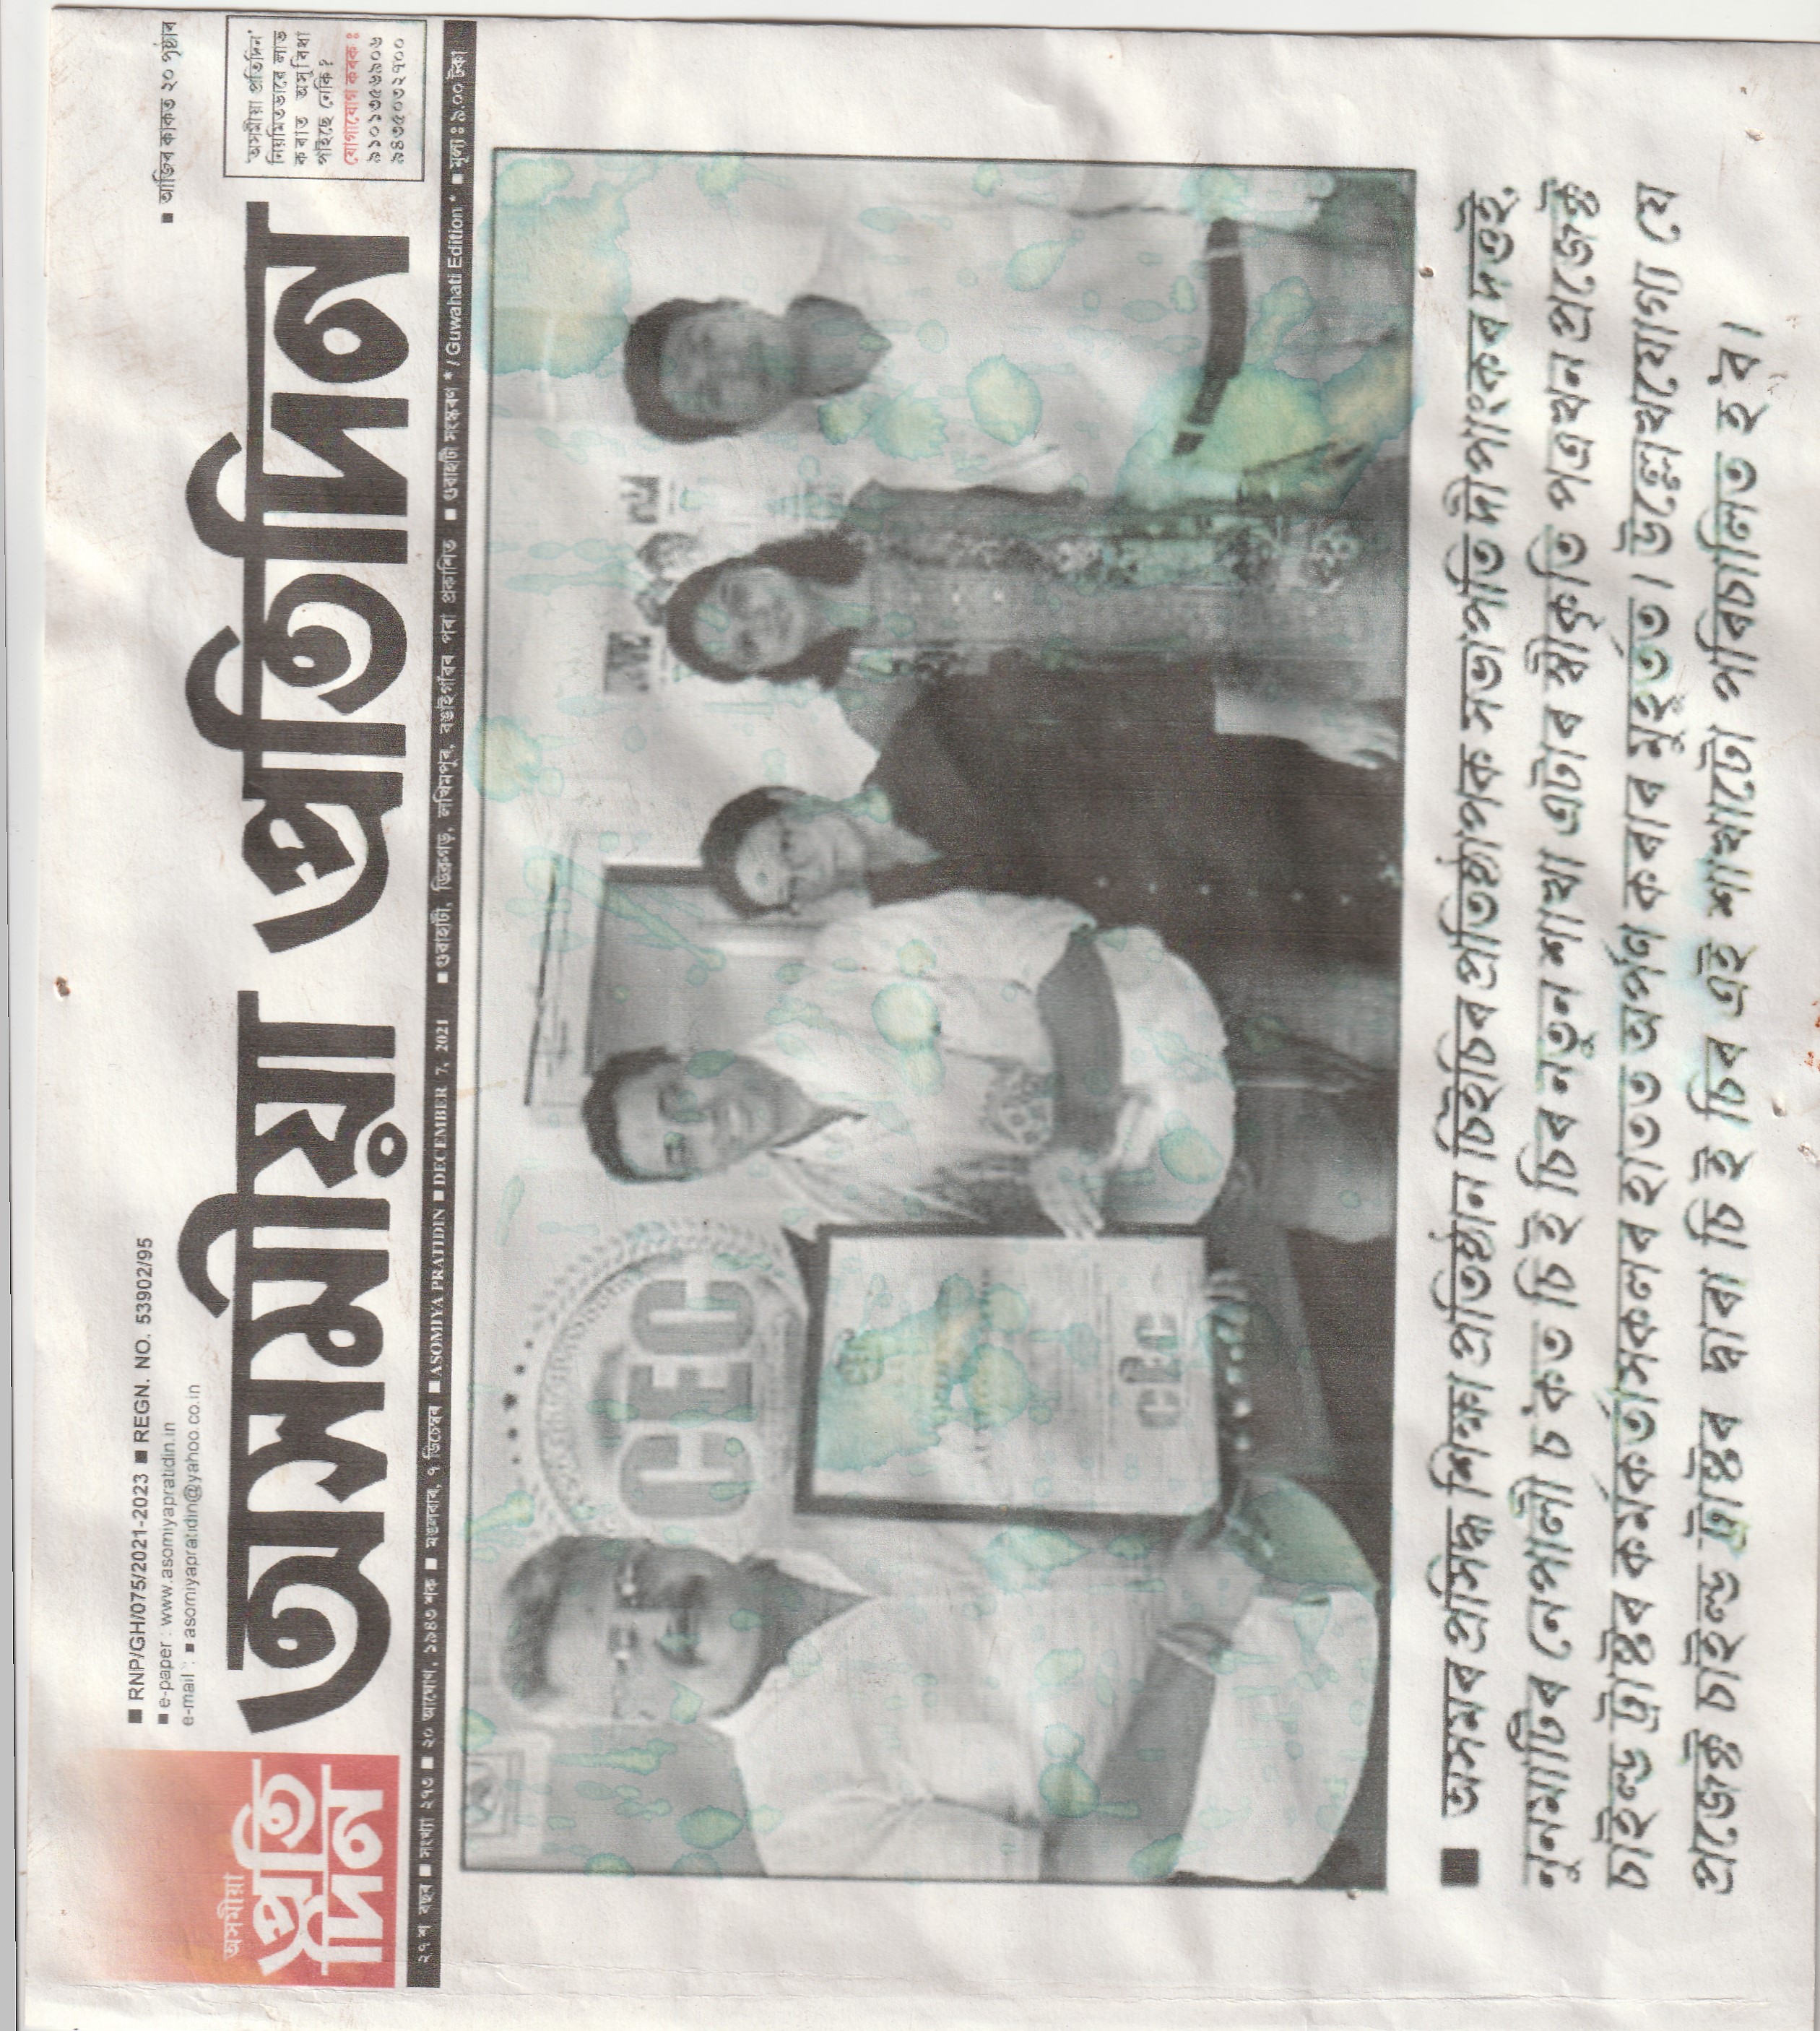 ■ RNP/GH/075/2021-2023 ■ REGN. NO. 53902/95
■ e-paper : www.asomiyapratidin.in
e-mail : ■ asomiyapratidin@yahoo.co.in
■ আজিৰ কাকত ২০ পৃষ্ঠাৰ
অসমীয়া
প্ৰতি
দিন
অসমীয়া প্ৰতিদিন
'অসমীয়া প্ৰতিদিন'
নিয়মিতভাৱে লাভ
কৰাত অসুবিধা
পাইছে নেকি?
যোগাযোগ কৰক ঃ
৯১০১৩৫৬৯০৬
৯৪৩৫০৩২৭০০
২৭ শ বছৰ ■ সংখ্যা ২৭৩ ■ ২০ আঘোণ, ১৯৪৩ শক ■ মঙলবাৰ, ৭ ডিচেম্বৰ ■ ASOMIYA PRATIDIN ■ DECEMBER 7, 2021 ■ গুৱাহাটী, ডিব্ৰুগড়, লখিমপুৰ, বঙাইগাঁৱৰ পৰা প্ৰকাশিত ■ গুৱাহাটী সংস্কৰণ * / Guwahati Edition * ■ মূল্য ঃ ৯.০০ টকা
CEC
CEC
■ অসমৰ প্ৰসিদ্ধ শিক্ষা প্ৰতিষ্ঠান চিইচিৰ প্ৰতিষ্ঠাপক সভাপতি দীপাংকৰ দত্তই,
নুনমাটিৰ নেপালী চ'কত চি ই চিৰ নতুন শাখা এটাৰ স্বীকৃতি পত্ৰখন প্ৰজেক্ট
চাইল্ড ট্ৰাষ্টৰ কৰ্মকৰ্তাসকলৰ হাতত অৰ্পণ কৰাৰ মুহূৰ্তত। উল্লেখযোগ্য যে
প্ৰজেক্ট চাইল্ড ট্ৰাষ্টৰ দ্বাৰা চি ই চিৰ এই শাখাটো পৰিচালিত হ'ব।